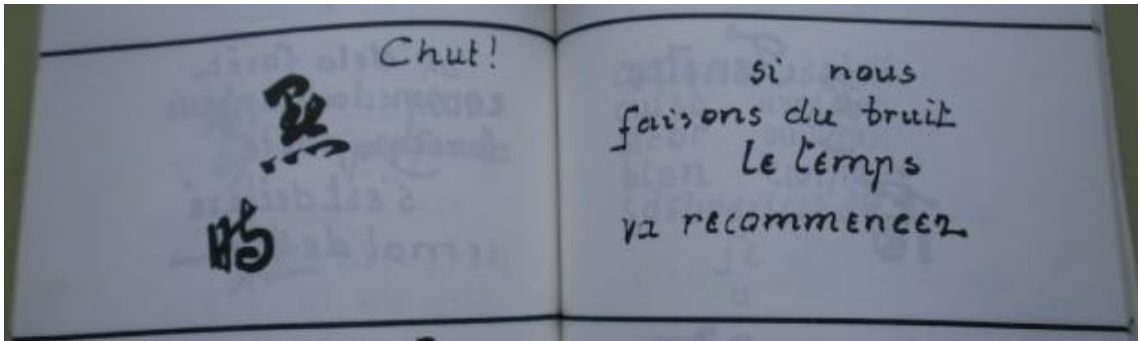 Chut!
si nous
faisons du bruit
le temps
va recommencer